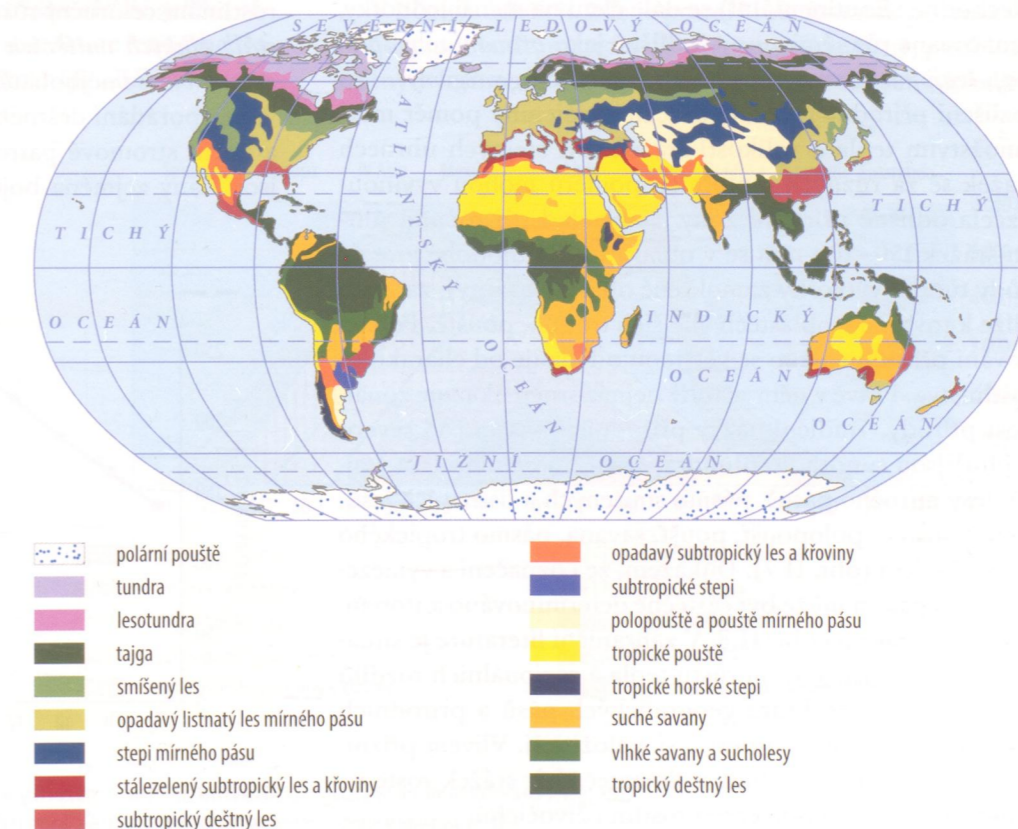 SEVERNÍ LEDOVÝ OCEÁN
ATLANTSKÝ OCEÁN
TICHÝ
OCEÁN
TICHÝ
OCEÁN
INDICKÝ
OCEÁN
JIŽNÍ OCEÁN
polární pouště
tundra
lesotundra
tajga
smíšený les
opadavý listnatý les mírného pásu
stepi mírného pásu
stálezelený subtropický les a křoviny
subtropický deštný les
opadavý subtropický les a křoviny
subtropické stepi
polopouště a pouště mírného pásu
tropické pouště
tropické horské stepi
suché savany
vlhké savany a sucholesy
tropický deštný les